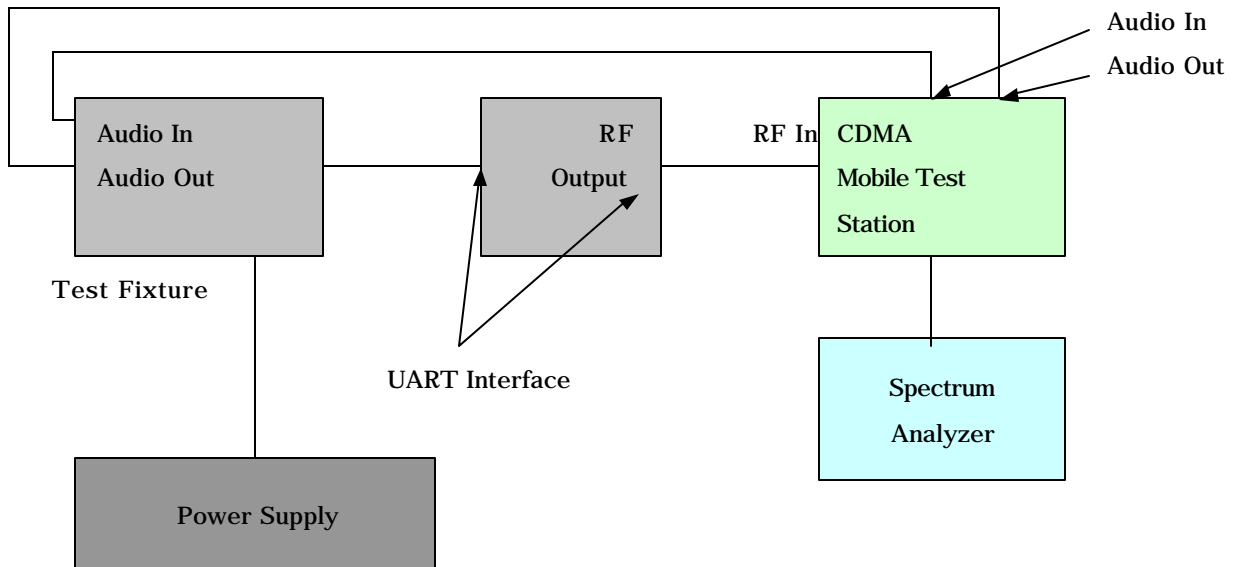 Audio In
Audio Out
Audio In
Audio Out
RF
Output
RF In
CDMA
Mobile Test
Station
Test Fixture
UART Interface
Spectrum
Analyzer
Power Supply